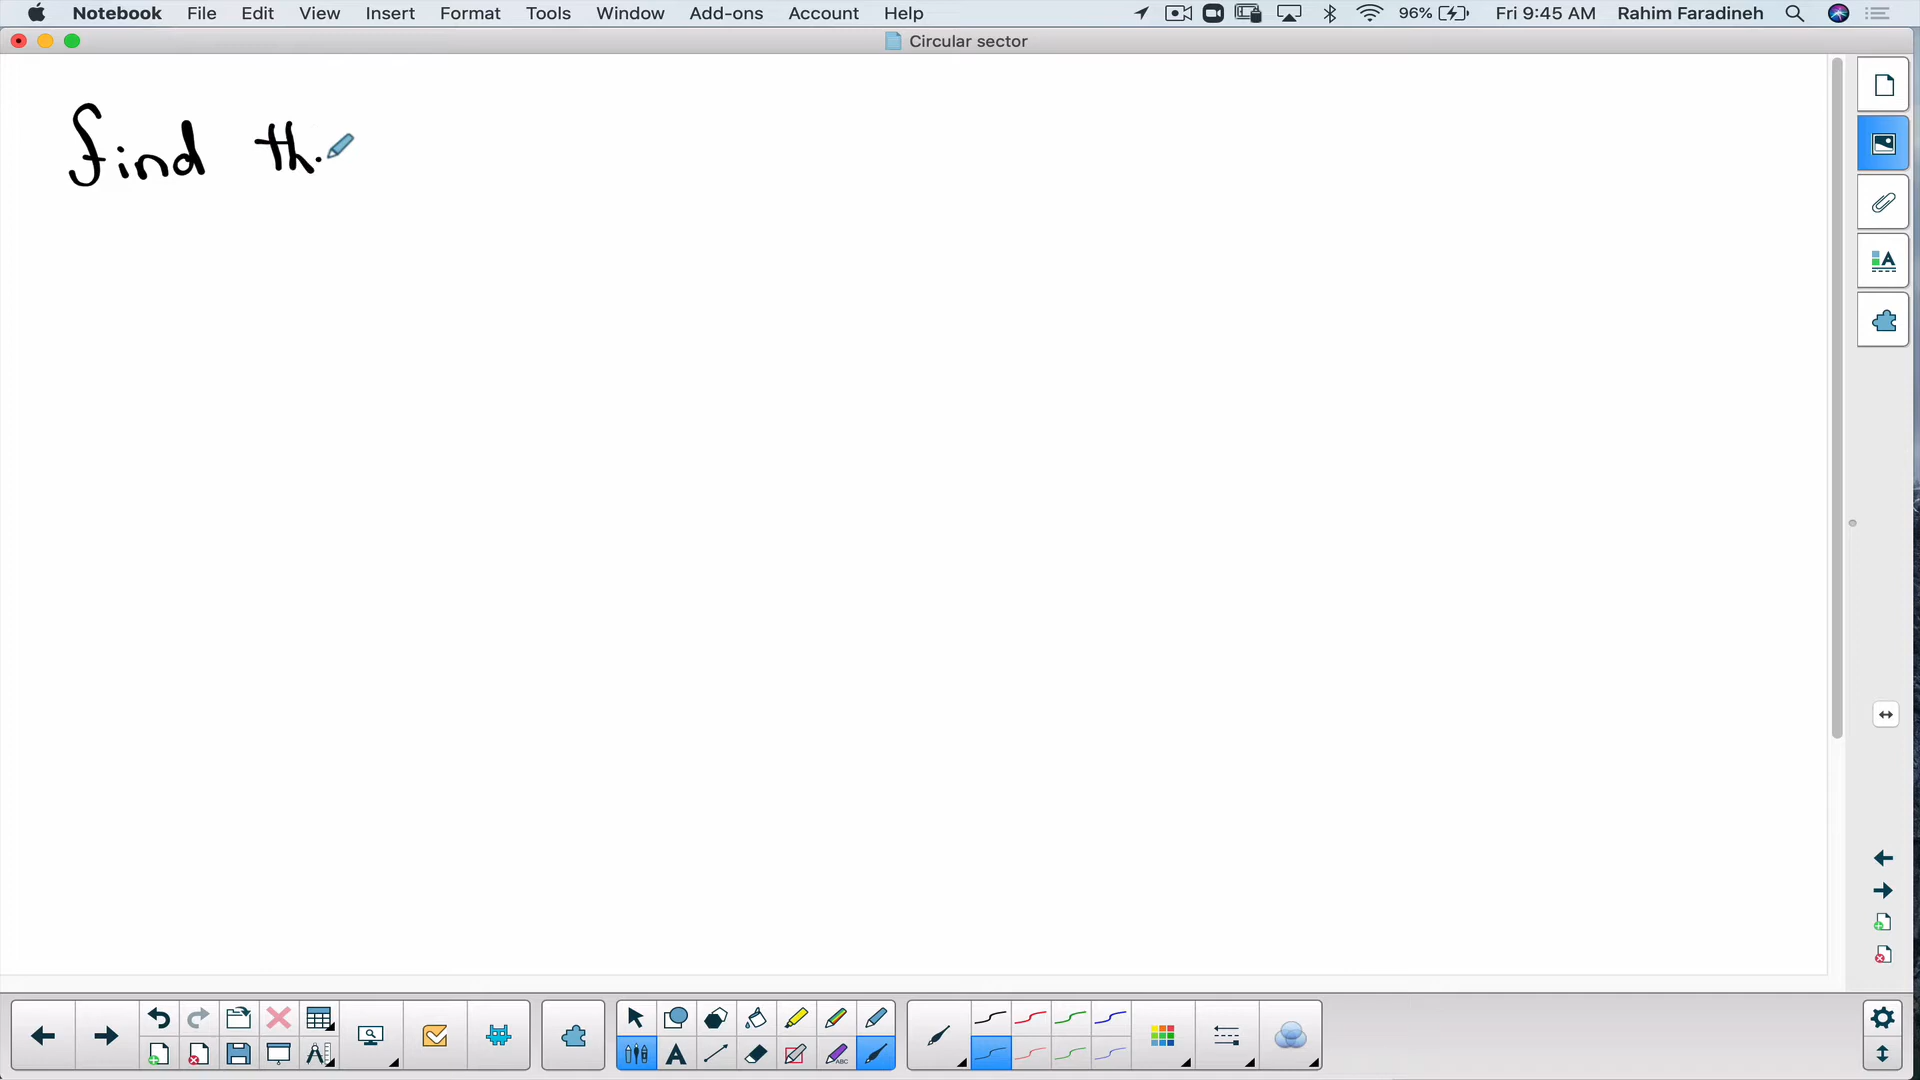 Notebook File Edit View Insert Format Tools Window Add-ons Account Help 96% Fri 9:45 AM Rahim Faradineh
Circular sector
find th